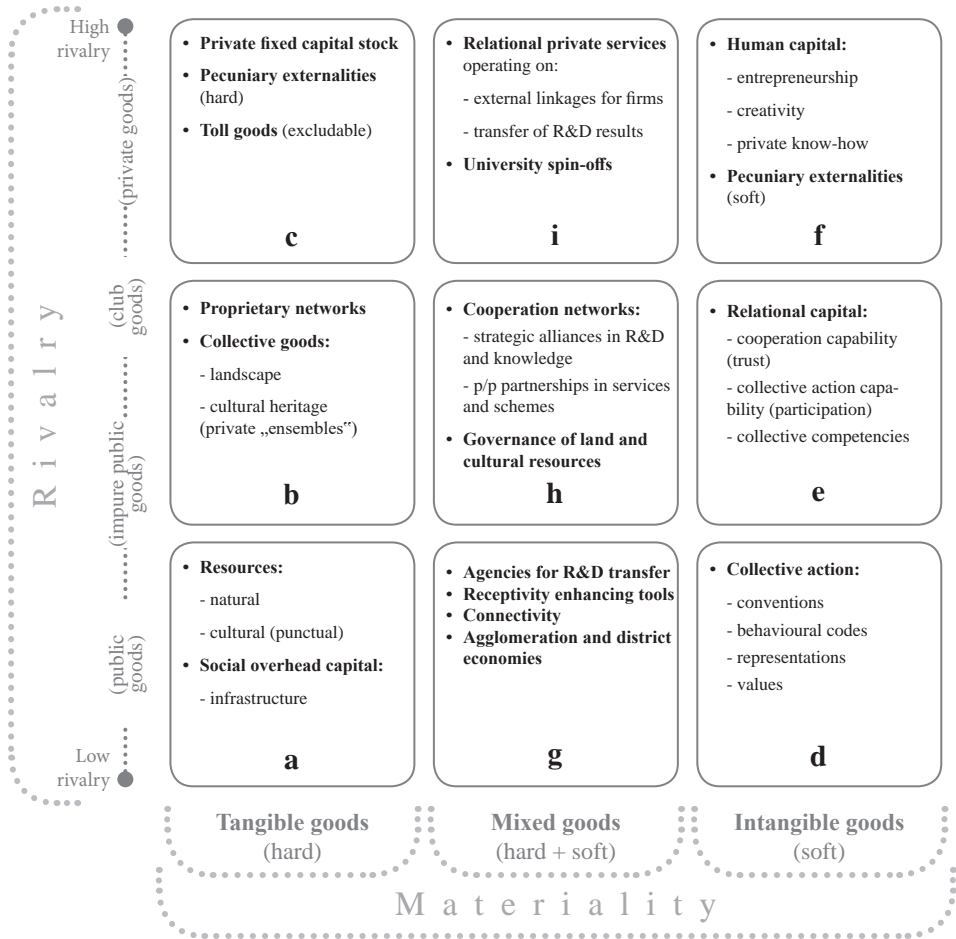 High
rivalry
(private goods)
(club
goods)
(impure public
goods)
(public
goods)
Low
rivalry
Rivalry
• Private fixed capital stock
• Pecuniary externalities
(hard)
• Toll goods (excludable)
c
• Relational private services
operating on:
- external linkages for firms
- transfer of R&D results
• University spin-offs
i
• Human capital:
- entrepreneurship
- creativity
- private know-how
• Pecuniary externalities
(soft)
f
• Proprietary networks
• Collective goods:
- landscape
- cultural heritage
(private „ensembles‟)
b
• Cooperation networks:
- strategic alliances in R&D
and knowledge
- p/p partnerships in services
and schemes
• Governance of land and
cultural resources
h
• Relational capital:
- cooperation capability
(trust)
- collective action capa-
bility (participation)
- collective competencies
e
• Resources:
- natural
- cultural (punctual)
• Social overhead capital:
- infrastructure
a
• Agencies for R&D transfer
• Receptivity enhancing tools
• Connectivity
• Agglomeration and district
economies
g
• Collective action:
- conventions
- behavioural codes
- representations
- values
d
Tangible goods
(hard)
Mixed goods
(hard + soft)
Intangible goods
(soft)
Materiality